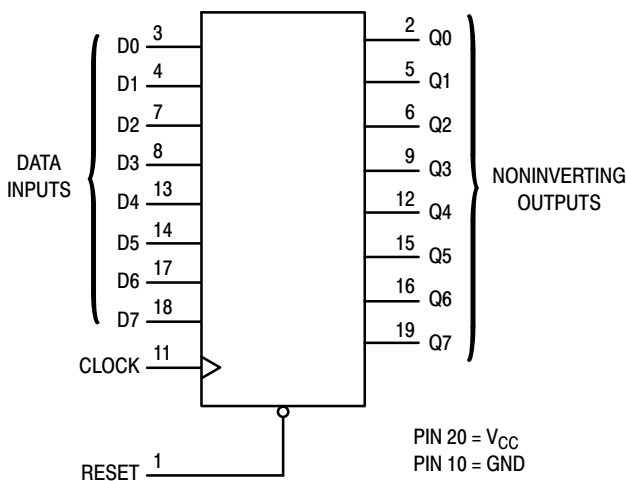 D0 3
D1 4
D2 7
D3 8
D4 13
D5 14
D6 17
D7 18
DATA
INPUTS
CLOCK 11
RESET 1
2 Q0
5 Q1
6 Q2
9 Q3
12 Q4
15 Q5
16 Q6
19 Q7
NONINVERTING
OUTPUTS
PIN 20 = VCC
PIN 10 = GND